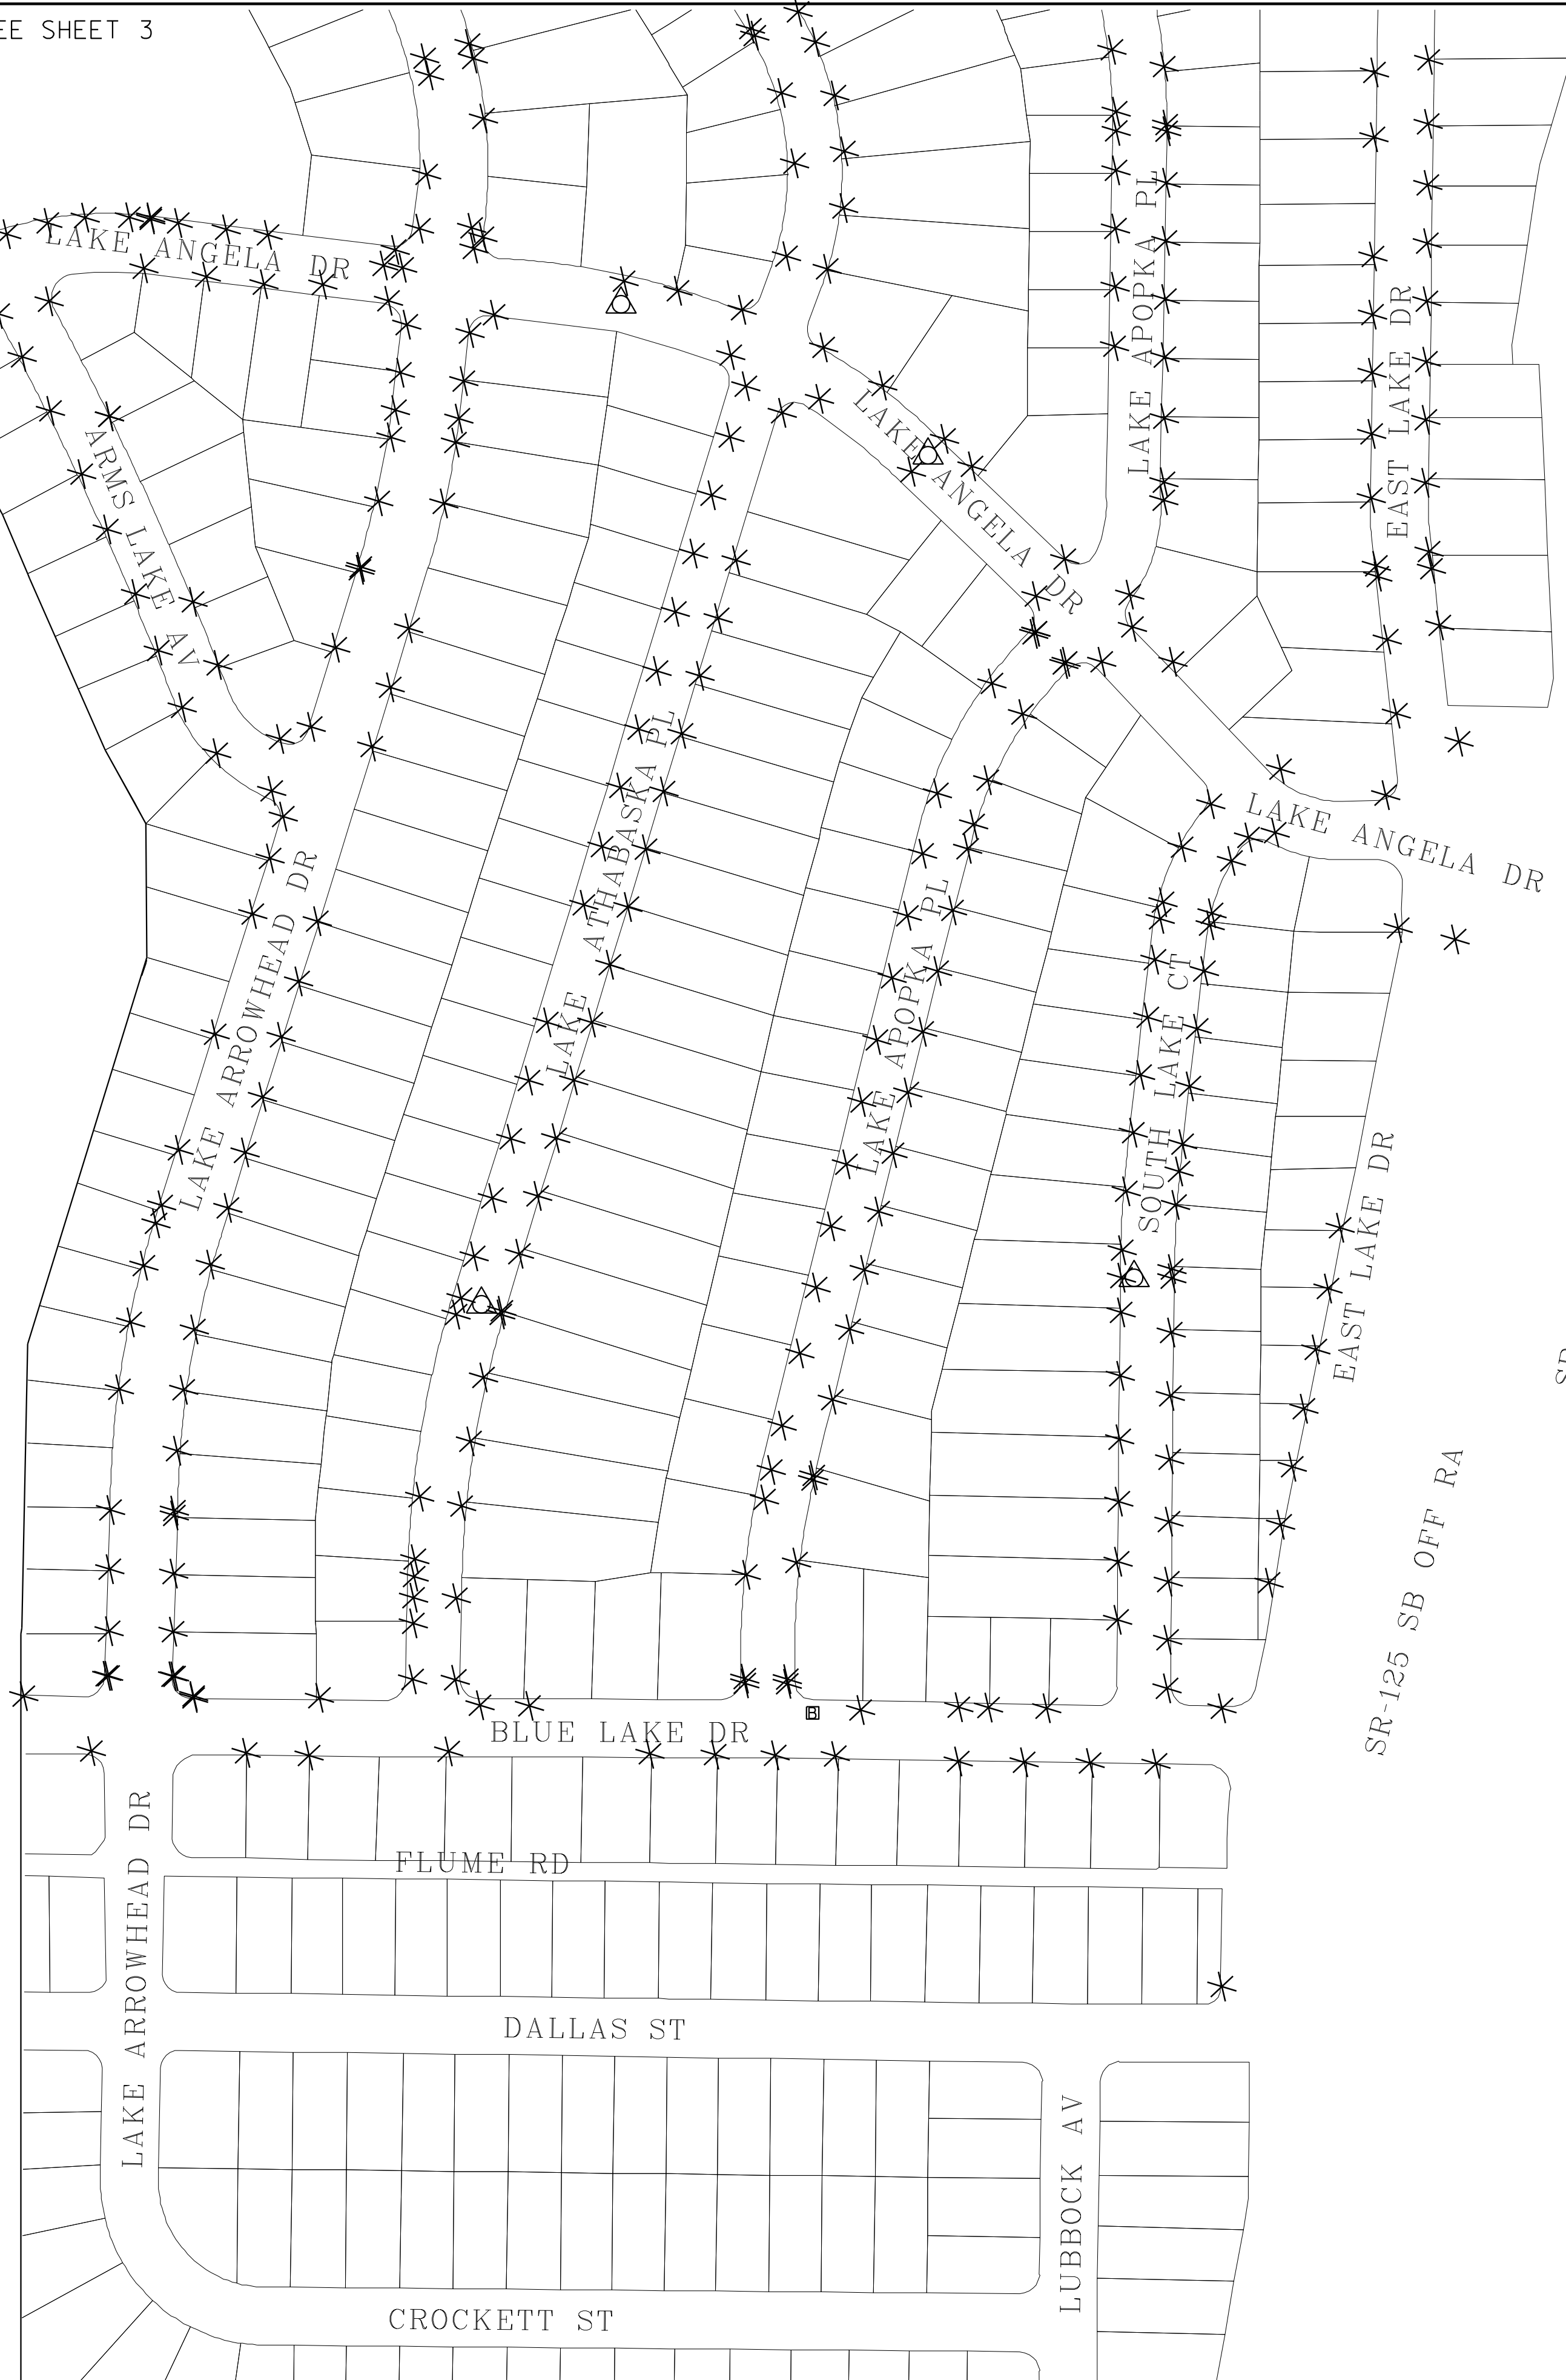 EE SHEET 3
LAKE ANGELA DR
LAKE APOPKA PL
EAST LAKE DR
LAKE ANGELA DR
ARMS LAKE AV
LAKE ATHABASKA PL
LAKE ANGELA DR
LAKE ARROWHEAD DR
LAKE APOPKA PL
SOUTH LAKE CT
EAST LAKE DR
SR-125 SB OFF RA
B
BLUE LAKE DR
FLUME RD
LAKE ARROWHEAD DR
DALLAS ST
LUBBOCK AV
CROCKETT ST